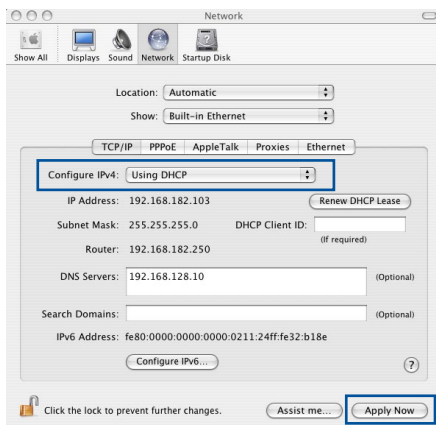 Network
Show All Displays Sound Network Startup Disk
Location: Automatic
Show: Built-in Ethernet
TCP/IP PPPoE AppleTalk Proxies Ethernet
Configure IPv4: Using DHCP
IP Address: 192.168.182.103 Renew DHCP Lease
Subnet Mask: 255.255.255.0 DHCP Client ID:
(If required)
Router: 192.168.182.250
DNS Servers: 192.168.128.10 (Optional)
Search Domains: (Optional)
IPv6 Address: fe80:0000:0000:0000:0211:24ff:fe32:b18e
Configure IPv6...
?
Click the lock to prevent further changes. Assist me... Apply Now